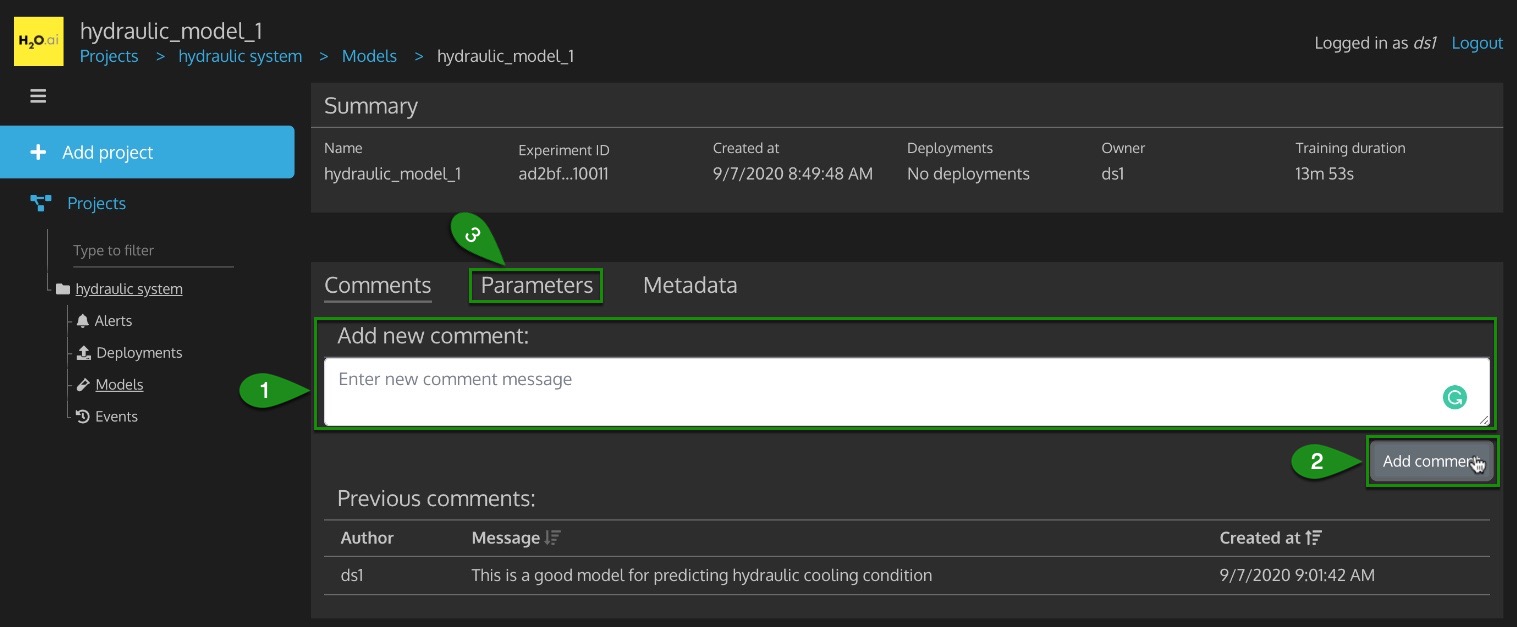 H2O.ai
hydraulic_model_1
Projects > hydraulic system > Models > hydraulic_model_1
Logged in as ds1 Logout
Add project
Projects
Type to filter
hydraulic system
Alerts
Deployments
Models
Events
Summary
Name Experiment ID Created at Deployments Owner Training duration
hydraulic_model_1 ad2bf...10011 9/7/2020 8:49:48 AM No deployments ds1 13m 53s
3
Comments Parameters Metadata
Add new comment:
1
Enter new comment message
2
Add comment
Previous comments:
Author Message Created at
ds1 This is a good model for predicting hydraulic cooling condition 9/7/2020 9:01:42 AM